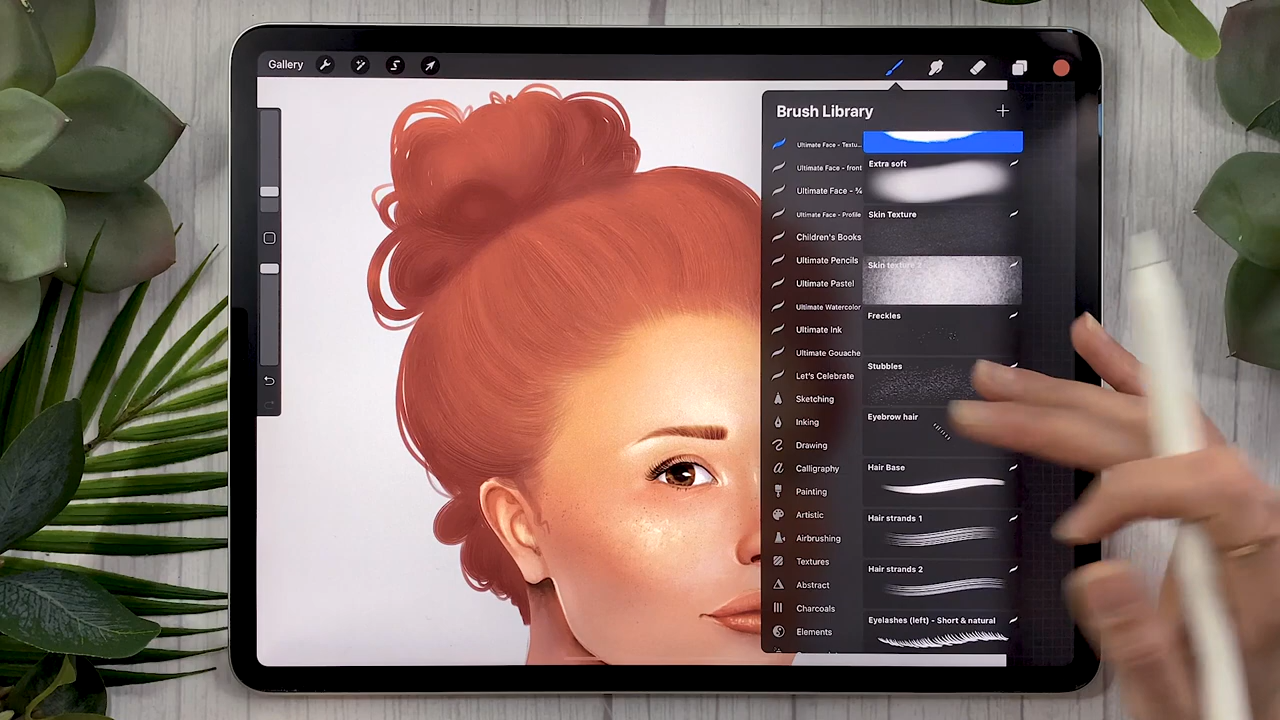 Gallery
Brush Library
Ultimate Face - Textu...
Ultimate Face - front
Ultimate Face - ¾
Ultimate Face - Profile
Children's Books
Ultimate Pencils
Ultimate Pastel
Ultimate Watercolor
Ultimate Ink
Ultimate Gouache
Let's Celebrate
Sketching
Inking
Drawing
Calligraphy
Painting
Artistic
Airbrushing
Textures
Abstract
Charcoals
Elements
Extra soft
Skin Texture
Skin texture 2
Freckles
Stubbles
Eyebrow hair
Hair Base
Hair strands 1
Hair strands 2
Eyelashes (left) - Short & natural